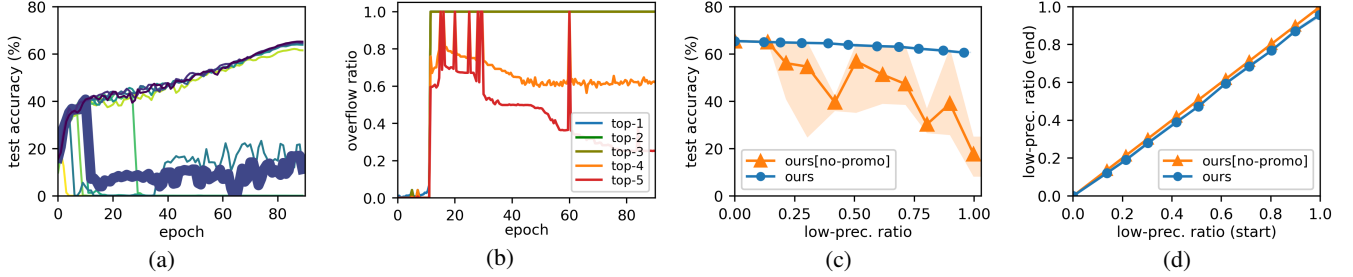 80
60
40
20
0
test accuracy (%)
0 20 40 60 80
epoch
(a)
1.0
0.8
0.6
0.4
0.2
0.0
overflow ratio
top-1
top-2
top-3
top-4
top-5
0 20 40 60 80
epoch
(b)
80
60
40
20
0
test accuracy (%)
ours[no-promo]
ours
0.00 0.25 0.50 0.75 1.00
low-prec. ratio
(c)
1.0
0.8
0.6
0.4
0.2
0.0
low-prec. ratio (end)
ours[no-promo]
ours
0.0 0.2 0.4 0.6 0.8 1.0
low-prec. ratio (start)
(d)